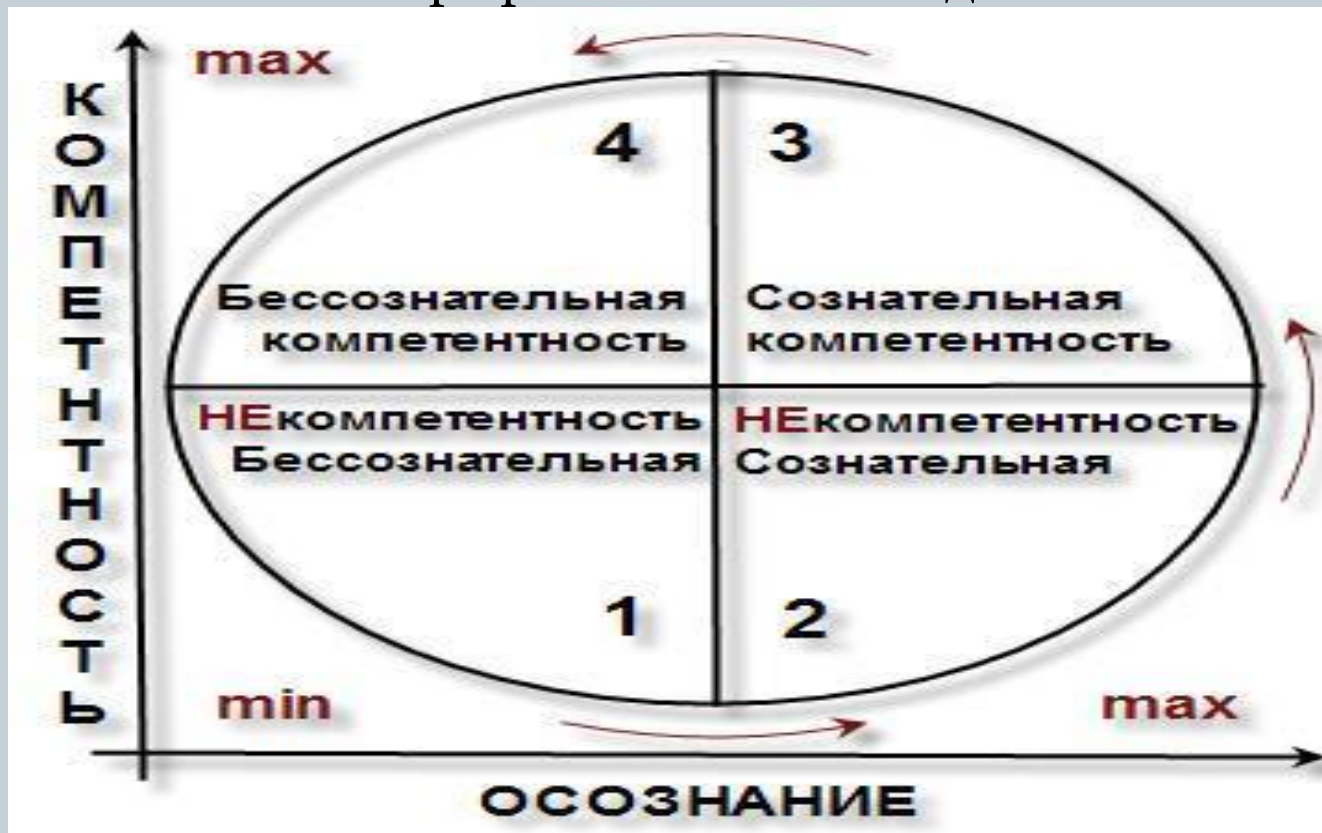 max
КОМПЕТНТНОСТЬ
4 3
Бессознательная
компетентность
Сознательная
компетентность
НЕкомпетентность
Бессознательная
НЕкомпетентность
Сознательная
1 2
min
max
ОСОЗНАНИЕ